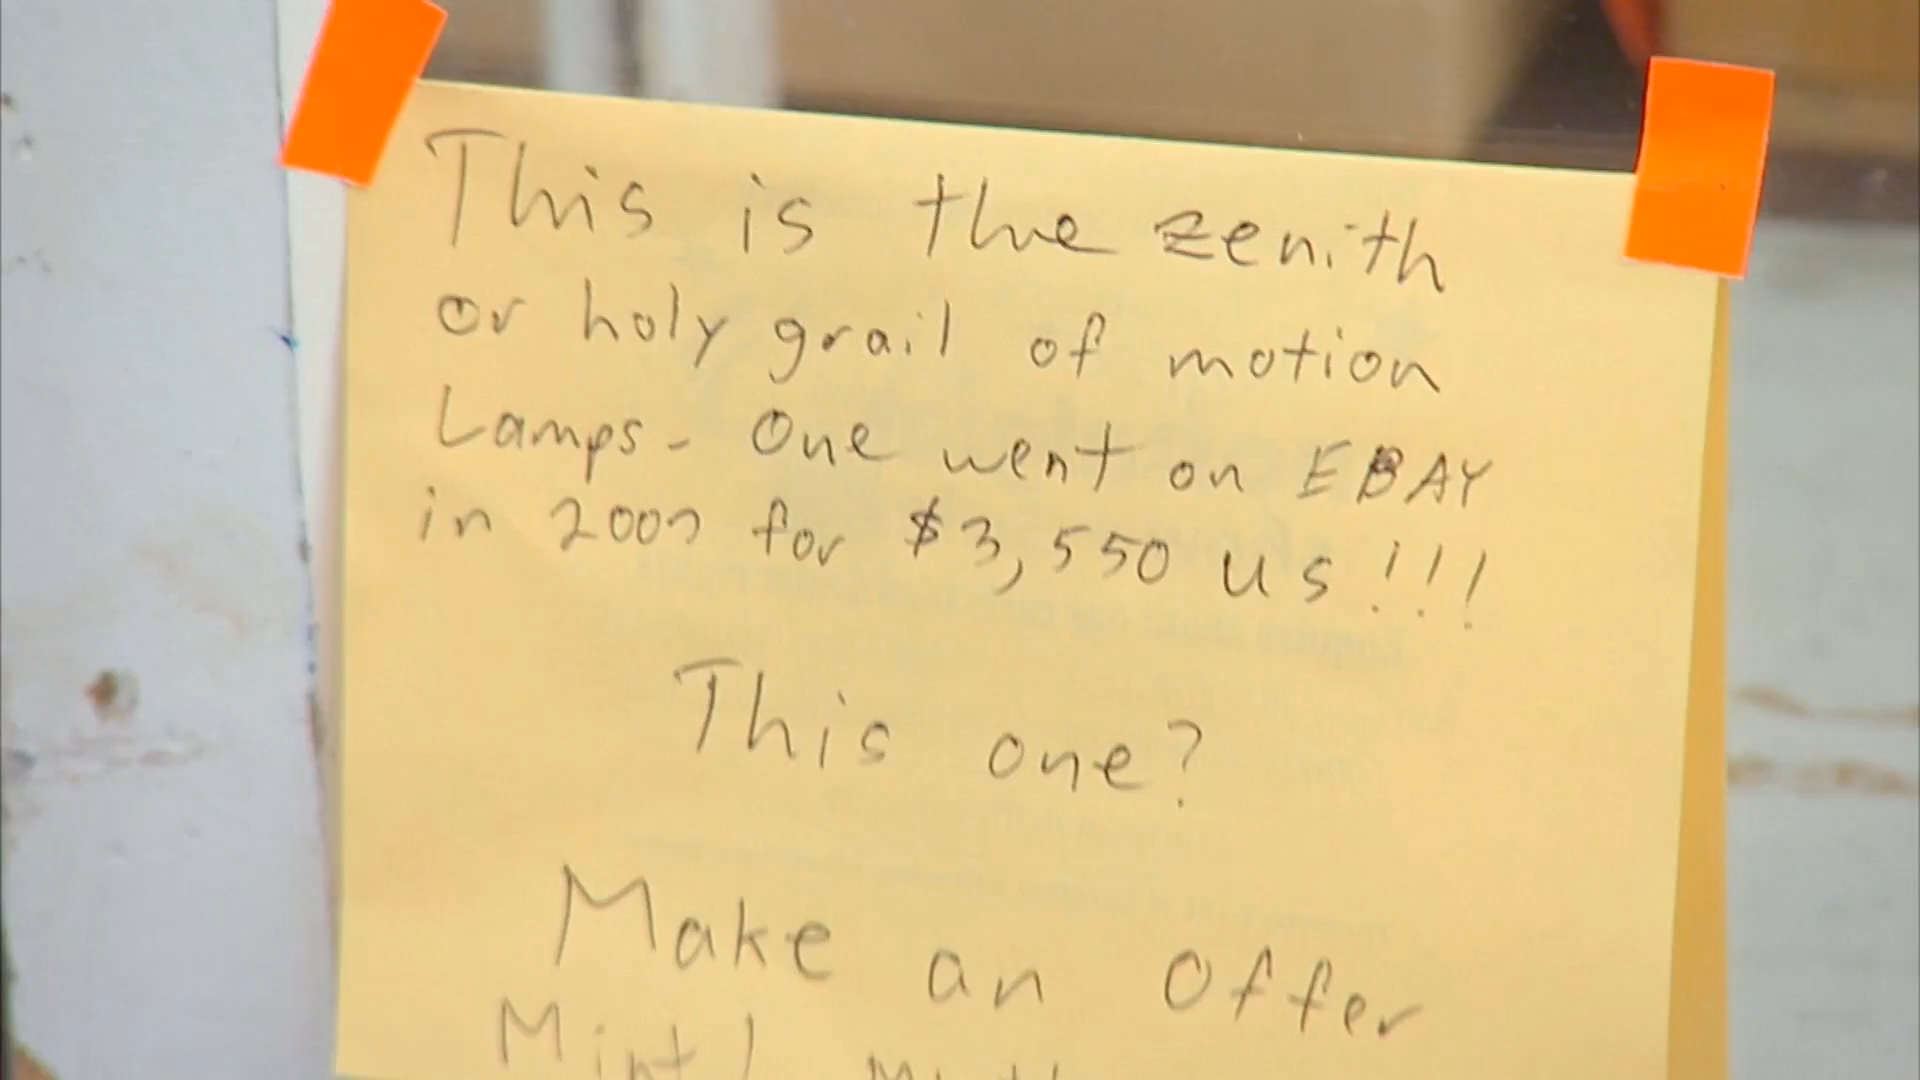 This is the zenith
or holy grail of motion
Lamps - One went on EBAY
in 2007 for $3,550 US!!!
This one?
Make an Offer
Mint!